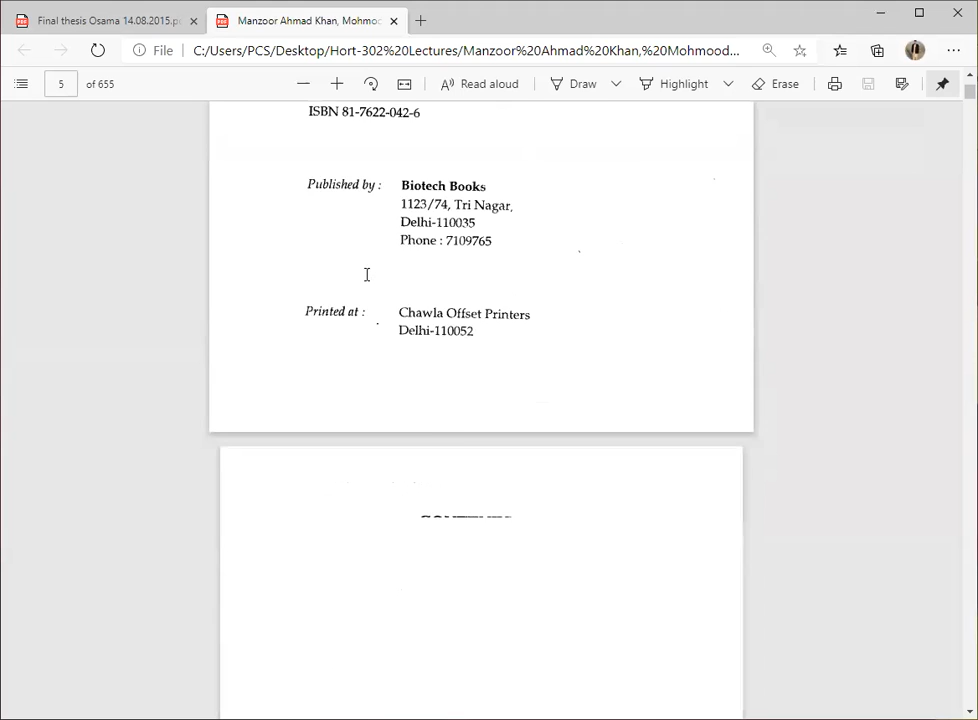 Final thesis Osama 14.08.2015.p
Manzoor Ahmad Khan, Mohmoo
File
C:/Users/PCS/Desktop/Hort-302%20Lectures/Manzoor%20Ahmad%20Khan,%20Mohmood...
5 of 655
Read aloud
Draw
Highlight
Erase
ISBN 81-7622-042-6
Published by : Biotech Books
1123/74, Tri Nagar,
Delhi-110035
Phone : 7109765
Printed at : Chawla Offset Printers
Delhi-110052